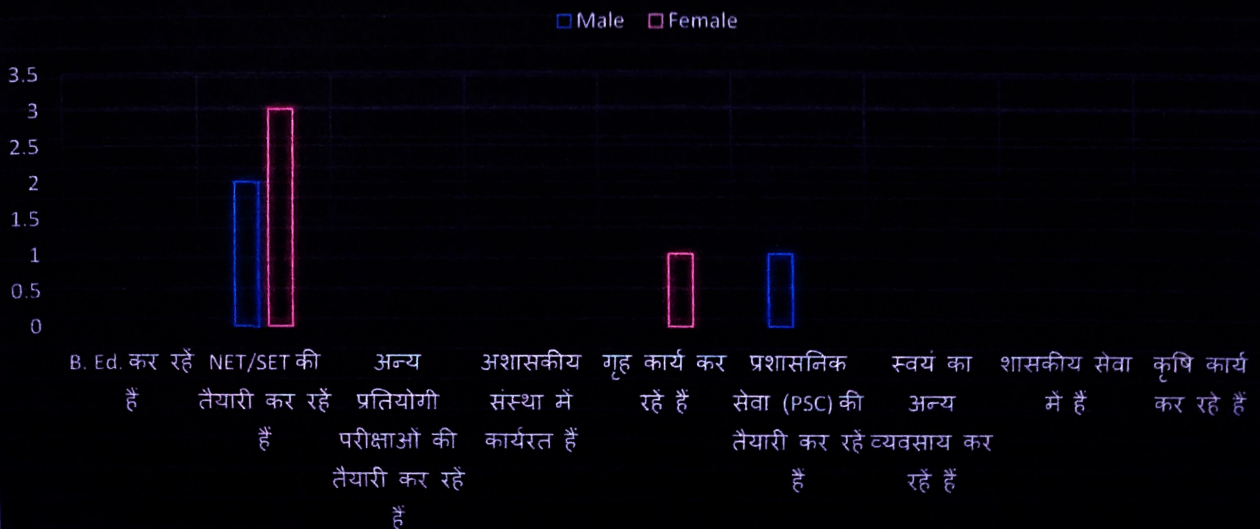 Male Female
3.5
3
2.5
2
1.5
1
0.5
0
B. Ed. कर रहें हैं
NET/SET की तैयारी कर रहें हैं
अन्य प्रतियोगी परीक्षाओं की तैयारी कर रहें हैं
अशासकीय संस्था में कार्यरत हैं
गृह कार्य कर रहें हैं
प्रशासनिक सेवा (PSC) की तैयारी कर रहें हैं
स्वयं का अन्य व्यवसाय कर रहें हैं
शासकीय सेवा में हैं
कृषि कार्य कर रहे हैं